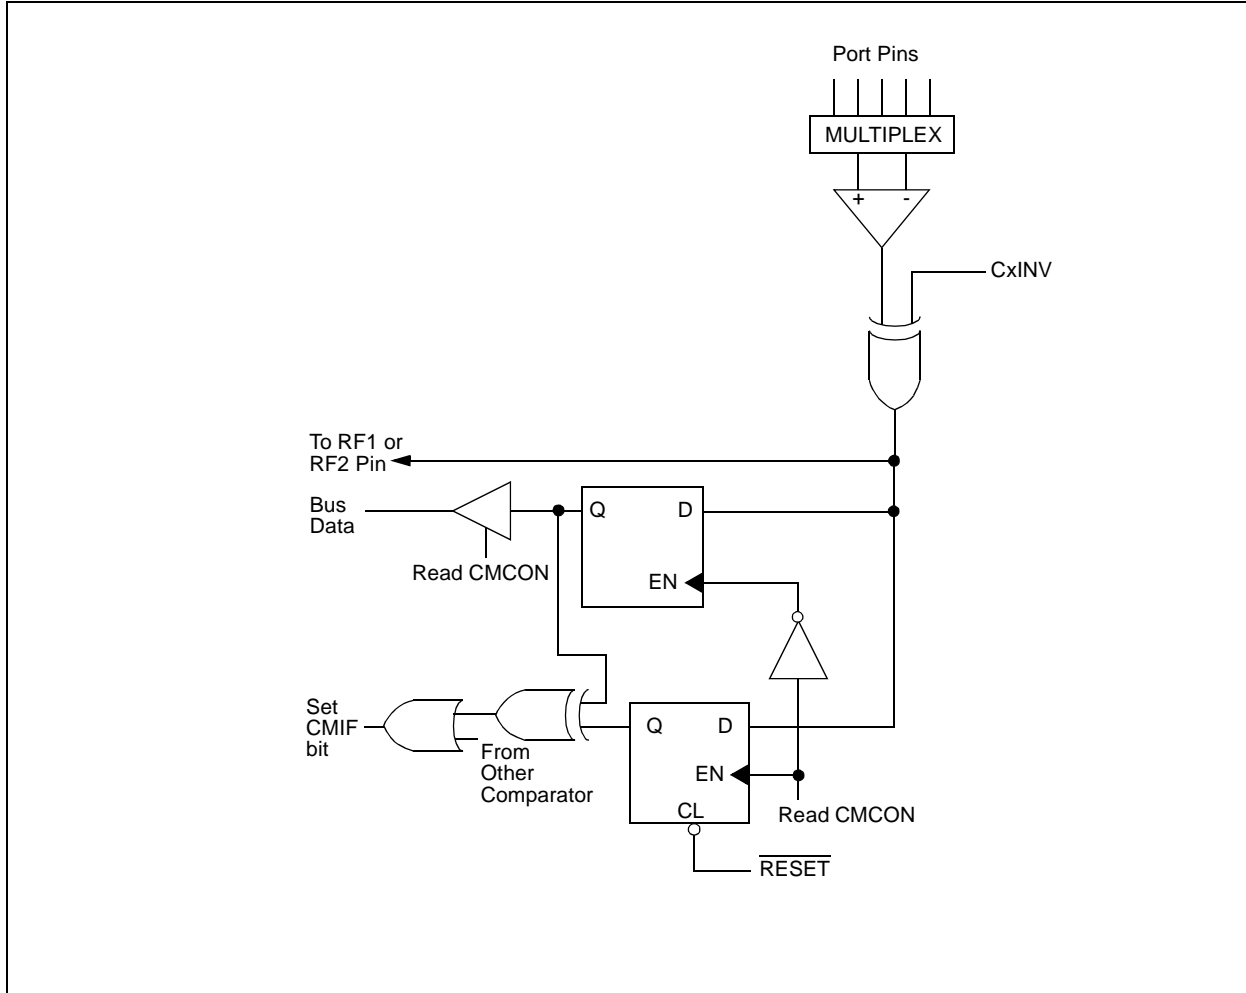 Port Pins
MULTIPLEX
+ -
CxINV
To RF1 or
RF2 Pin
Bus
Data
Q D
EN
Read CMCON
Set
CMIF
bit
From
Other
Comparator
Q D
EN
CL
Read CMCON
RESET